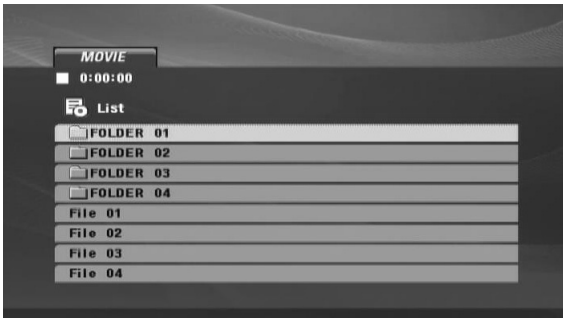 MOVIE
0:00:00
List
FOLDER 01
FOLDER 02
FOLDER 03
FOLDER 04
File 01
File 02
File 03
File 04